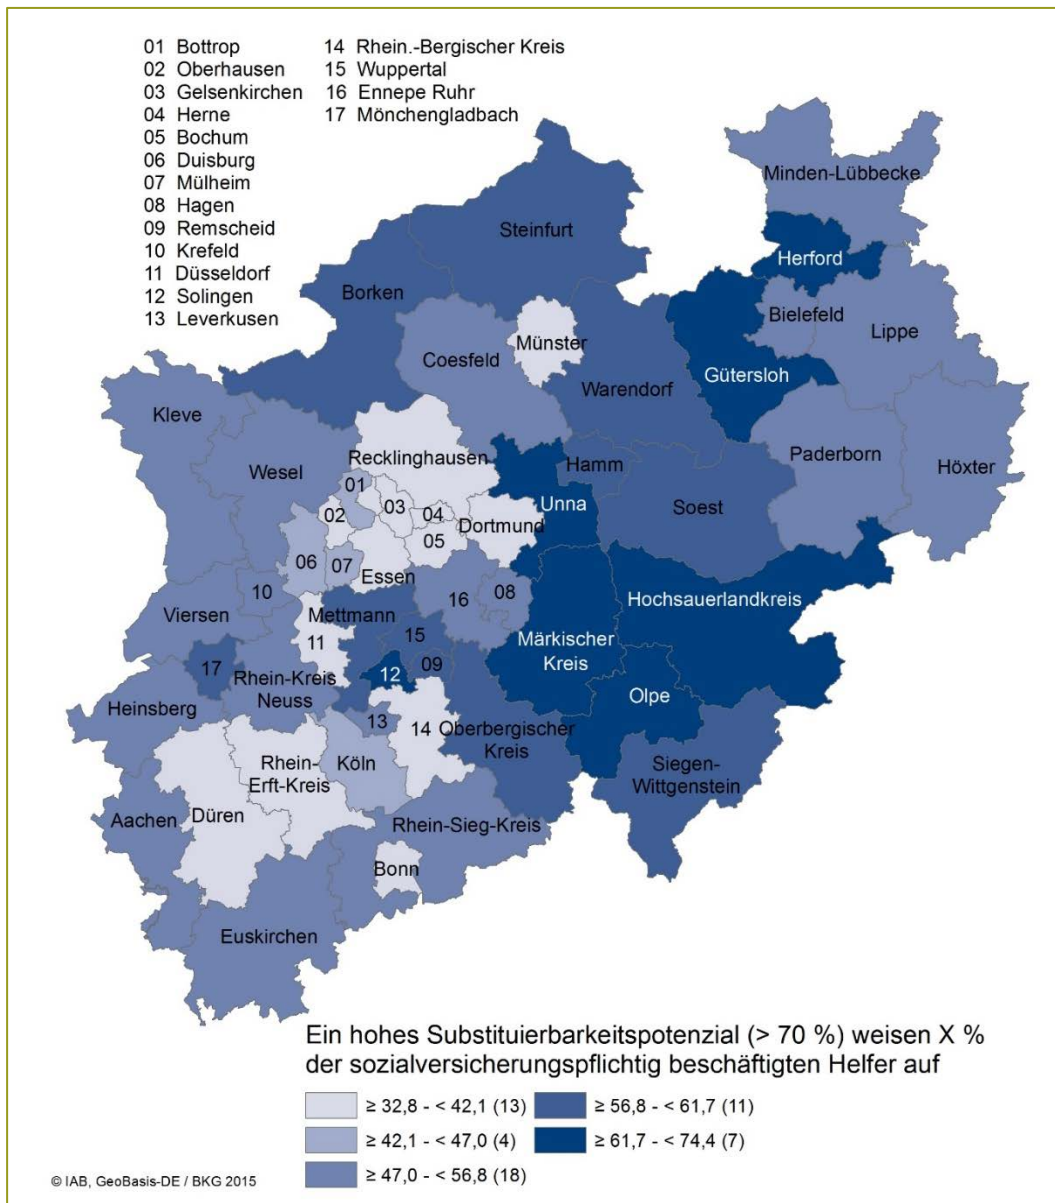 01 Bottrop
02 Oberhausen
03 Gelsenkirchen
04 Herne
05 Bochum
06 Duisburg
07 Mülheim
08 Hagen
09 Remscheid
10 Krefeld
11 Düsseldorf
12 Solingen
13 Leverkusen
14 Rhein.-Bergischer Kreis
15 Wuppertal
16 Ennepe Ruhr
17 Mönchengladbach
Minden-Lübbecke
Steinfurt
Herford
Borken
Bielefeld
Lippe
Münster
Coesfeld
Gütersloh
Warendorf
Kleve
Recklinghausen
Wesel
Hamm
Paderborn
Höxter
01
03
02
04
Unna
Soest
Dortmund
05
06
07
Essen
10
16
08
Hochsauerlandkreis
Viersen
Mettmann
11
15
Märkischer
Kreis
17
12
09
Rhein-Kreis
Neuss
Olpe
Heinsberg
13
14
Oberbergischer
Kreis
Rhein-
Erft-Kreis
Köln
Siegen-
Wittgenstein
Aachen
Düren
Rhein-Sieg-Kreis
Bonn
Euskirchen
Ein hohes Substituierbarkeitspotenzial (> 70 %) weisen X %
der sozialversicherungspflichtig beschäftigten Helfer auf
≥ 32,8 - < 42,1 (13)
≥ 42,1 - < 47,0 (4)
≥ 47,0 - < 56,8 (18)
≥ 56,8 - < 61,7 (11)
≥ 61,7 - < 74,4 (7)
© IAB, GeoBasis-DE / BKG 2015